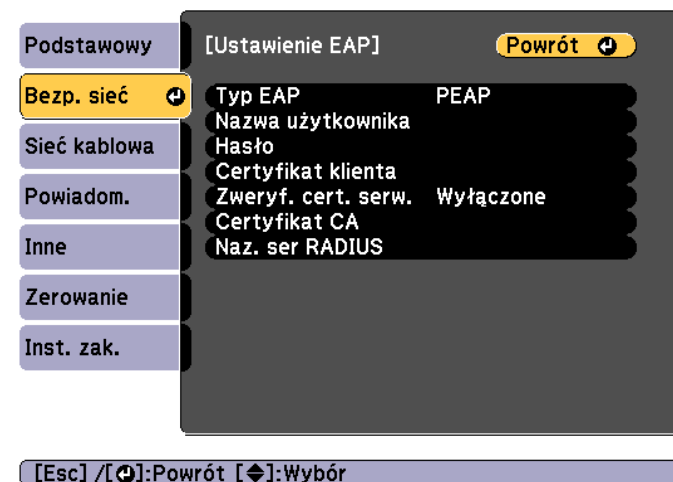 Podstawowy
Bezp. sieć
Sieć kablowa
Powiadom.
Inne
Zerowanie
Inst. zak.
[Ustawienie EAP] Powrót
Typ EAP PEAP
Nazwa użytkownika
Hasło
Certyfikat klienta
Zweryf. cert. serw. Wyłączone
Certyfikat CA
Naz. ser RADIUS
[Esc] /[⏎]:Powrót [◆]:Wybór